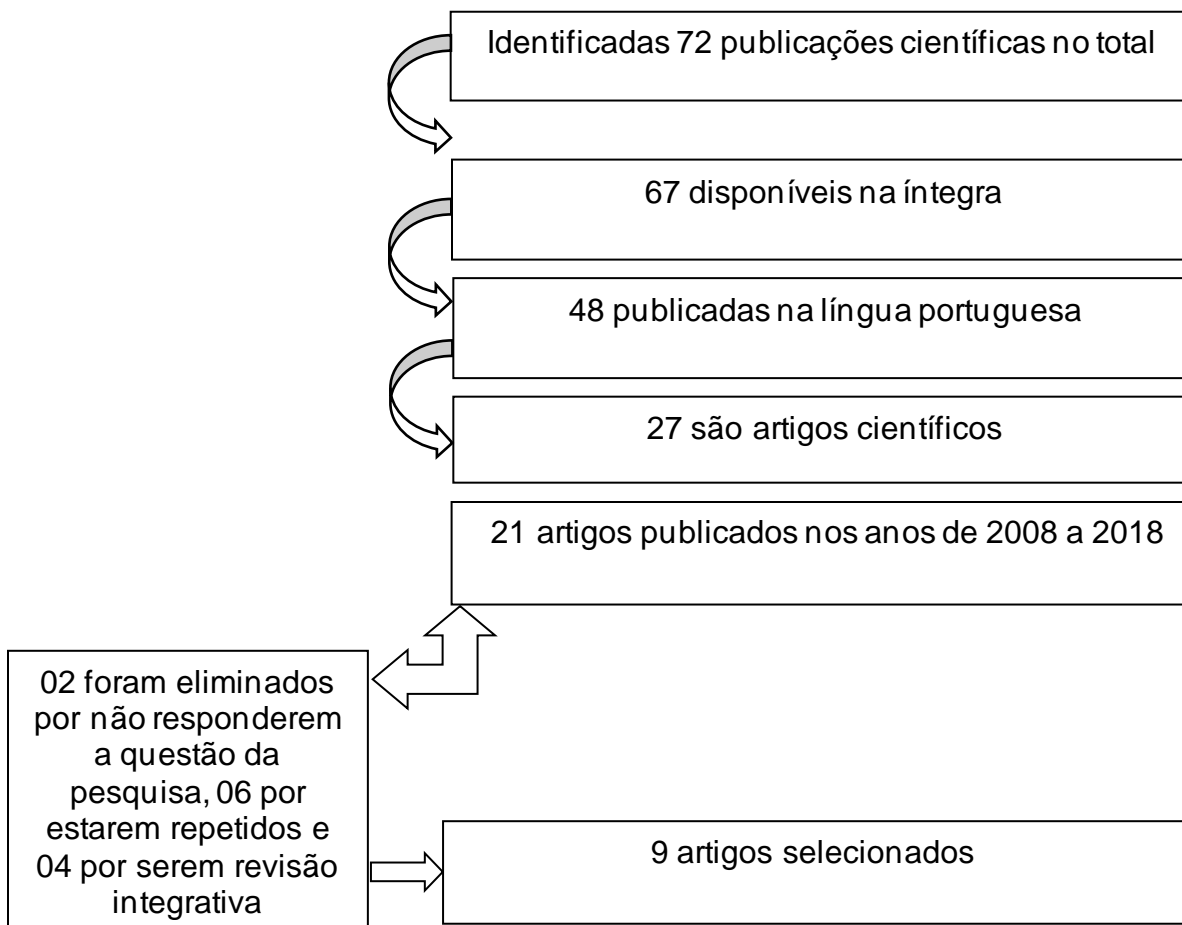 Identificadas 72 publicações científicas no total
67 disponíveis na íntegra
48 publicadas na língua portuguesa
27 são artigos científicos
21 artigos publicados nos anos de 2008 a 2018
02 foram eliminados
por não responderem
a questão da
pesquisa, 06 por
estarem repetidos e
04 por serem revisão
integrativa
9 artigos selecionados